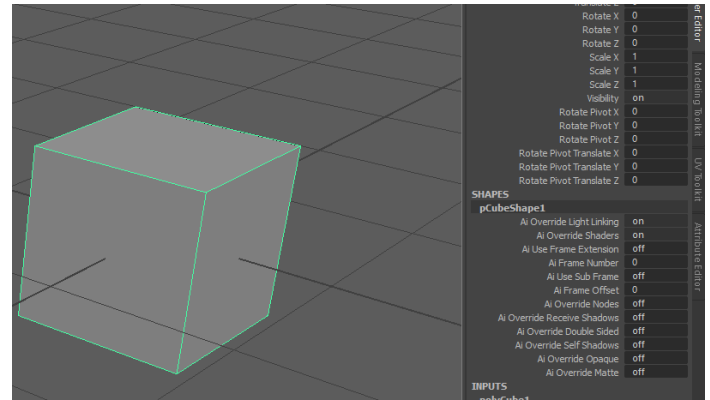 Translate Z 0
Rotate X 0
Rotate Y 0
Rotate Z 0
Scale X 1
Scale Y 1
Scale Z 1
Visibility on
Rotate Pivot X 0
Rotate Pivot Y 0
Rotate Pivot Z 0
Rotate Pivot Translate X 0
Rotate Pivot Translate Y 0
Rotate Pivot Translate Z 0
SHAPES
pCubeShape1
Ai Override Light Linking on
Ai Override Shaders on
Ai Use Frame Extension off
Ai Frame Number 0
Ai Use Sub Frame off
Ai Frame Offset 0
Ai Override Nodes off
Ai Override Receive Shadows off
Ai Override Double Sided off
Ai Override Self Shadows off
Ai Override Opaque off
Ai Override Matte off
INPUTS
polyCube1
er Editor
Modeling Toolkit
UV Toolkit
Attribute Editor